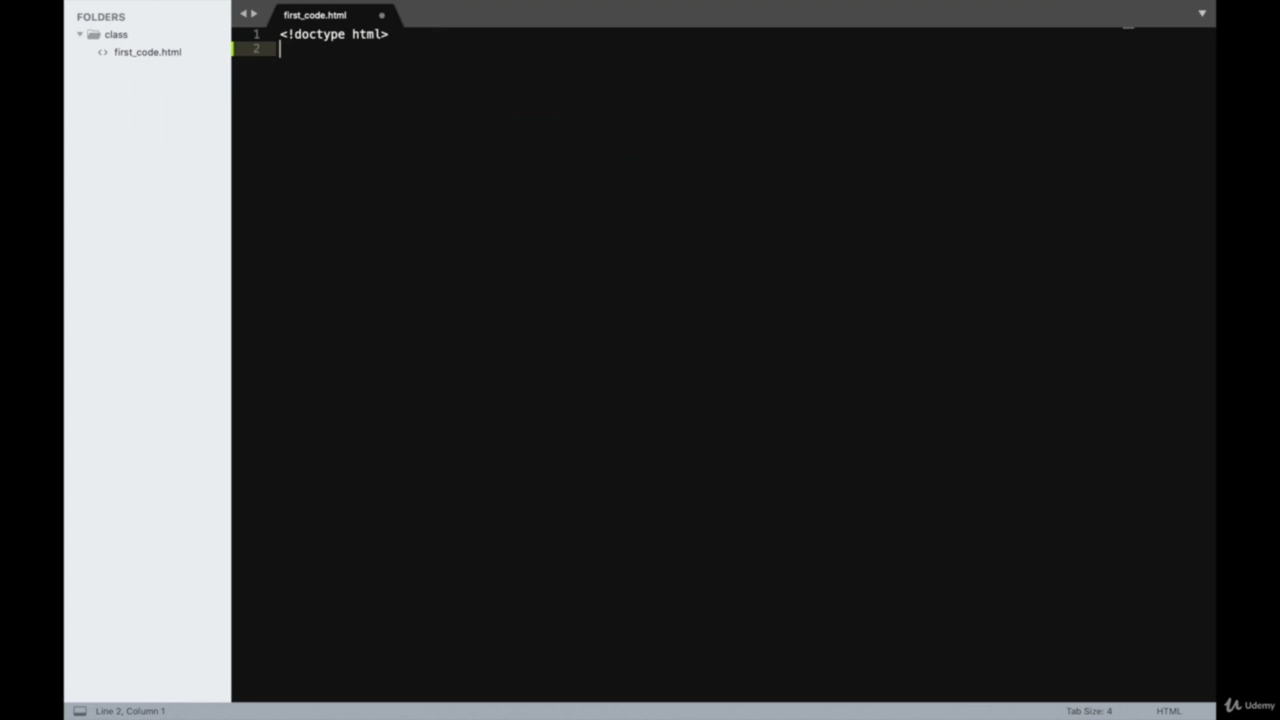 FOLDERS
class
<> first_code.html
first_code.html
1 <!doctype html>
2
Line 2, Column 1
Tab Size: 4
HTML
Udemy